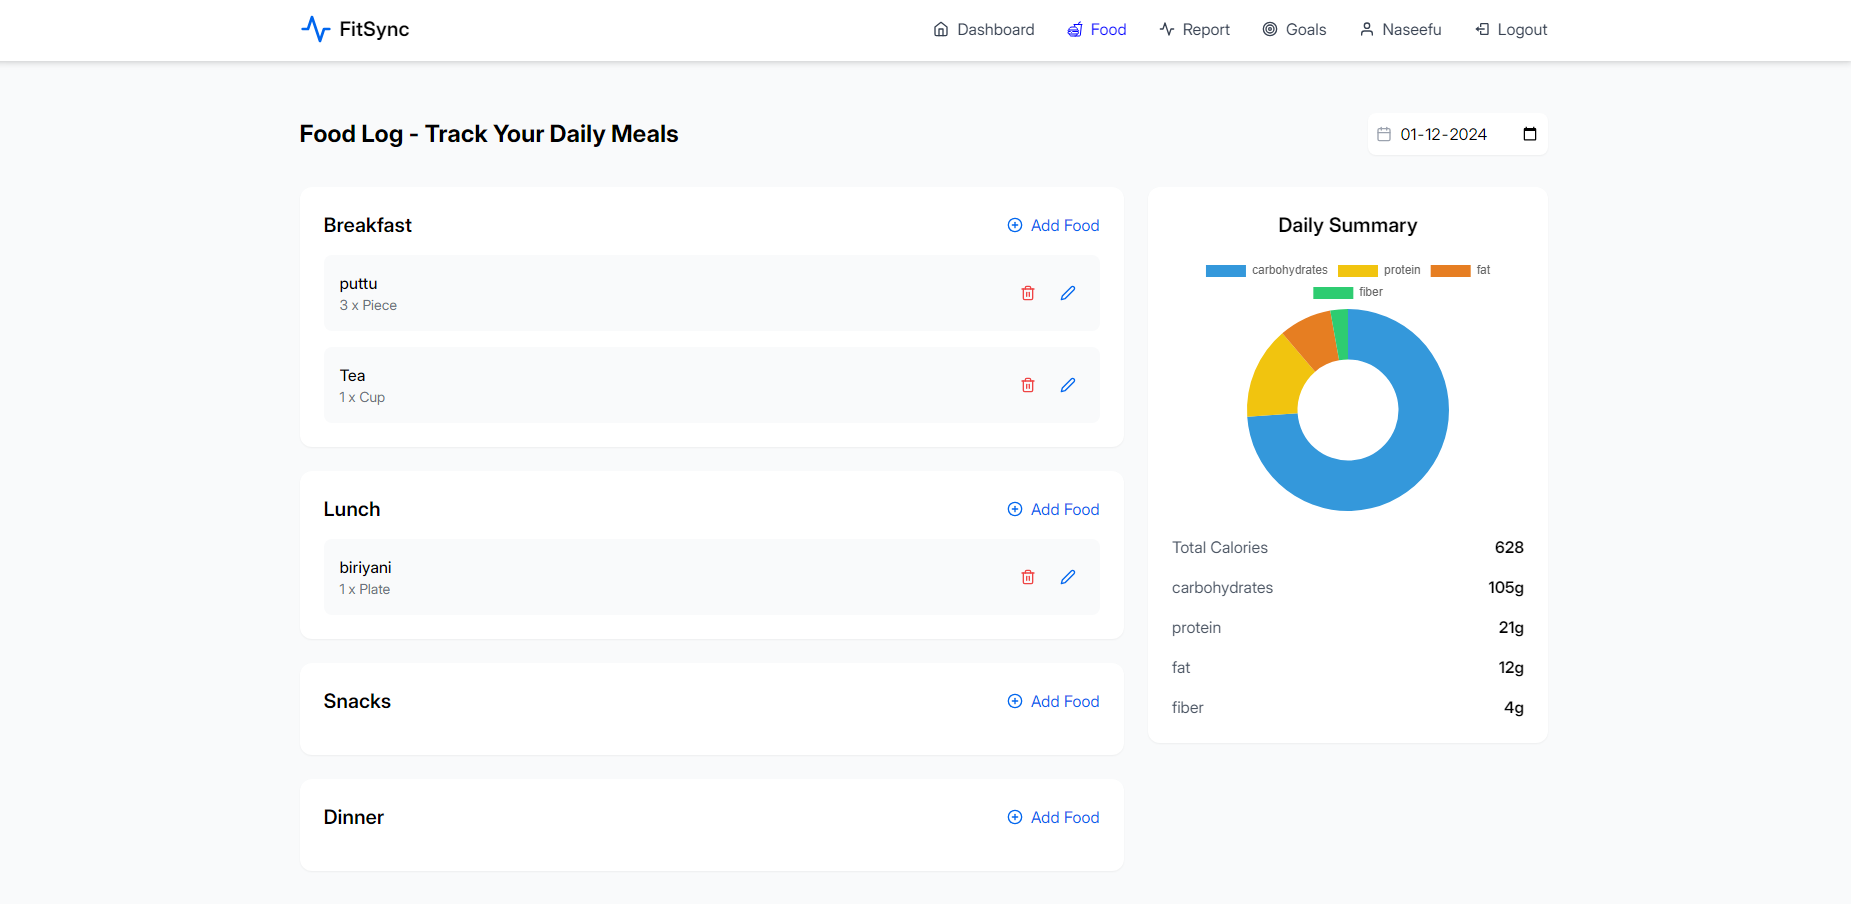 FitSync
Dashboard
Food
Report
Goals
Naseefu
Logout
Food Log - Track Your Daily Meals
01-12-2024
Breakfast
Add Food
puttu
3 x Piece
Tea
1 x Cup
Lunch
Add Food
biriyani
1 x Plate
Snacks
Add Food
Dinner
Add Food
Daily Summary
carbohydrates protein fat
fiber
Total Calories 628
carbohydrates 105g
protein 21g
fat 12g
fiber 4g